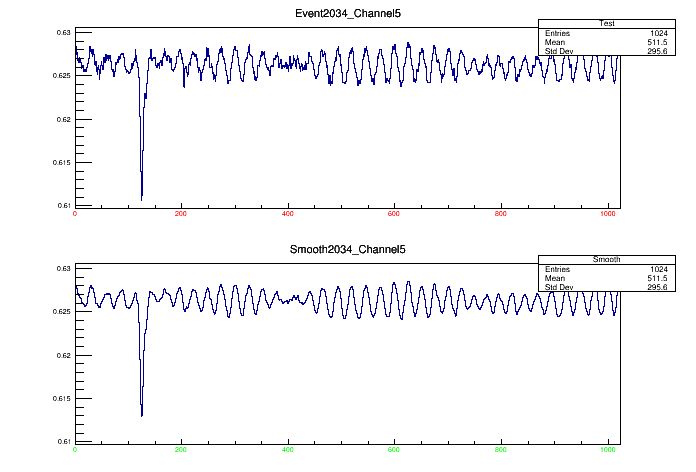 Event2034_Channel5
Test
Entries 1024
Mean 511.5
Std Dev 295.6
0.63
0.625
0.62
0.615
0.61
0 200 400 600 800 1000
Smooth2034_Channel5
Smooth
Entries 1024
Mean 511.5
Std Dev 295.6
0.63
0.625
0.62
0.615
0.61
0 200 400 600 800 1000